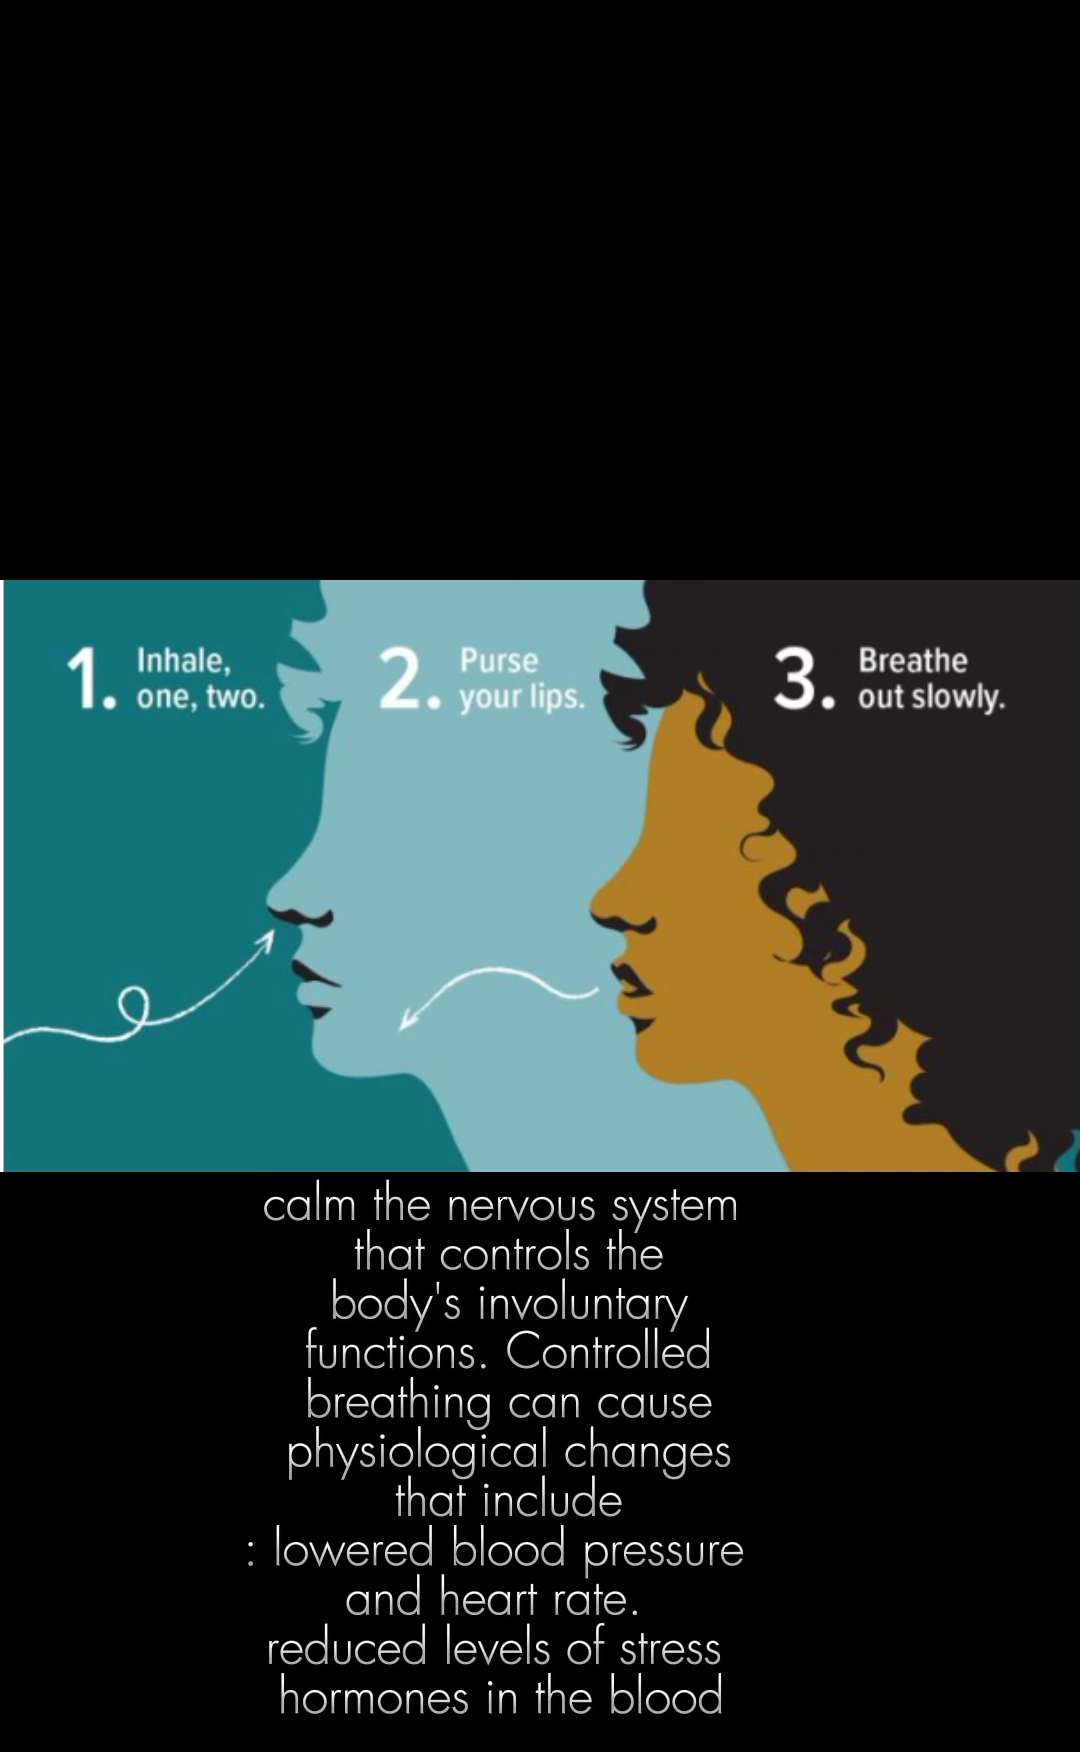 1. Inhale,
one, two.
2. Purse
your lips.
3. Breathe
out slowly.
calm the nervous system
that controls the
body's involuntary
functions. Controlled
breathing can cause
physiological changes
that include
: lowered blood pressure
and heart rate.
reduced levels of stress
hormones in the blood